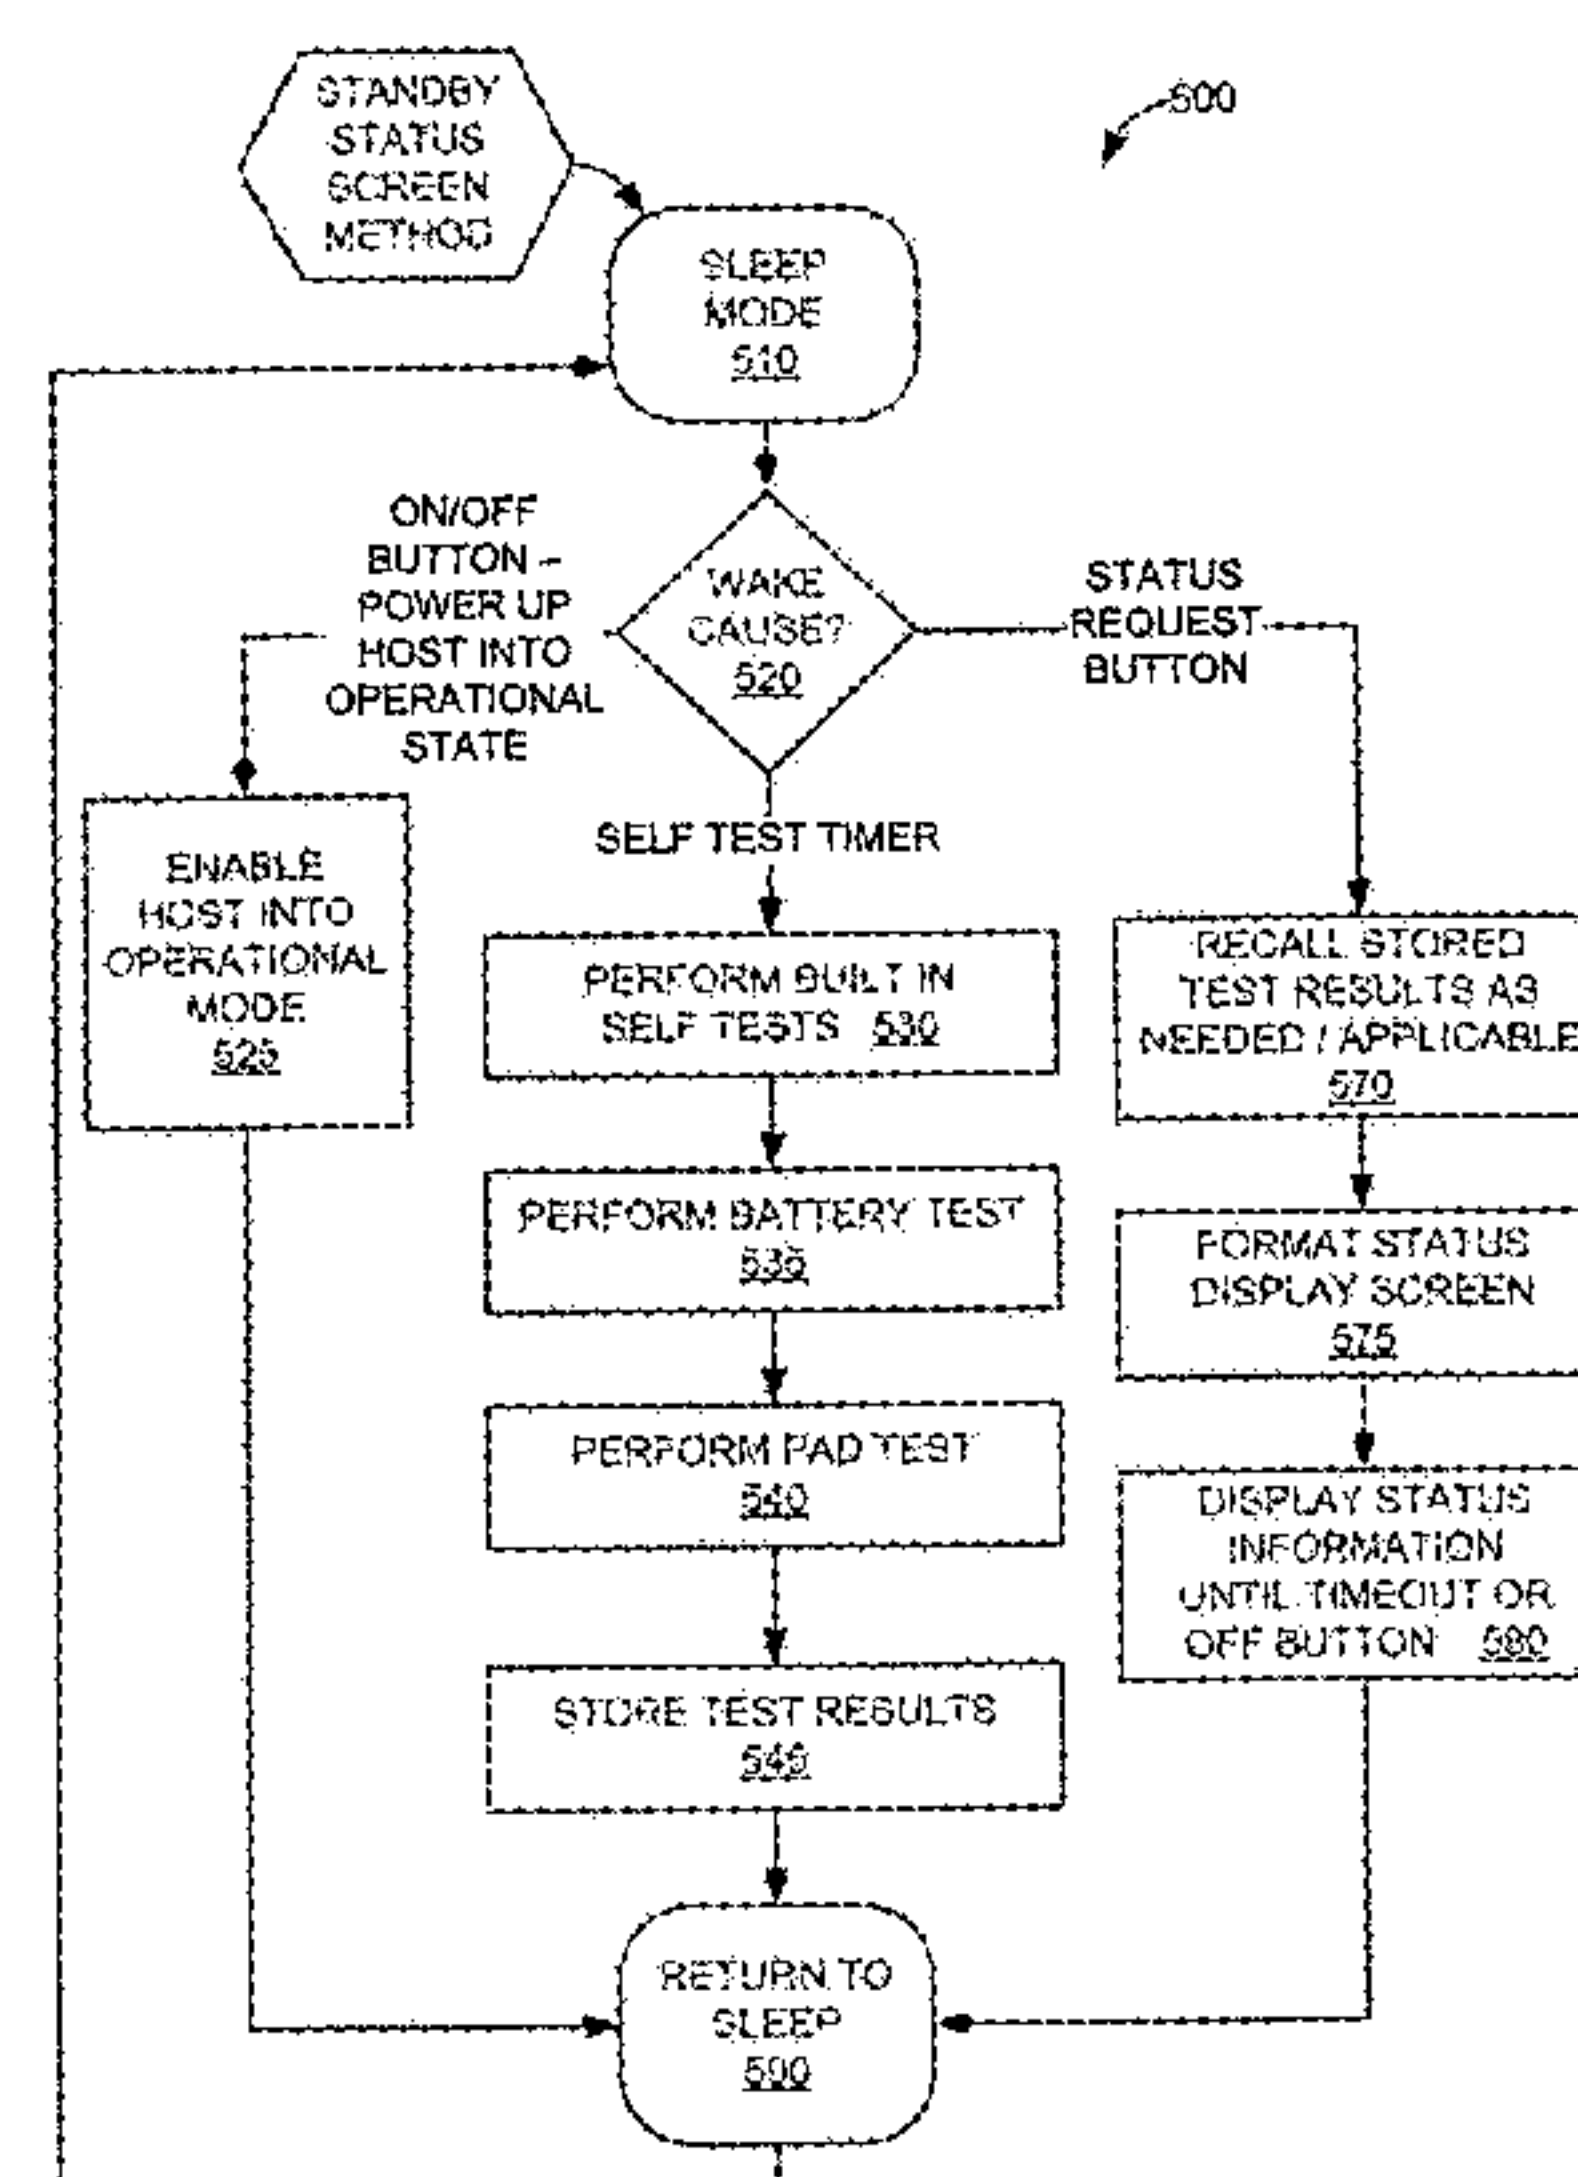 STANDBY
STATUS
SCREEN
METHOD
500
SLEEP
MODE
510
ON/OFF
BUTTON –
POWER UP
HOST INTO
OPERATIONAL
STATE
WAKE
CAUSE?
520
STATUS
REQUEST
BUTTON
SELF TEST TIMER
ENABLE
HOST INTO
OPERATIONAL
MODE
525
PERFORM BUILT IN
SELF TESTS 530
PERFORM BATTERY TEST
535
PERFORM PAD TEST
540
STORE TEST RESULTS
545
RECALL STORED
TEST RESULTS AS
NEEDED / APPLICABLE
570
FORMAT STATUS
DISPLAY SCREEN
575
DISPLAY STATUS
INFORMATION
UNTIL TIMEOUT OR
OFF BUTTON 580
RETURN TO
SLEEP
590